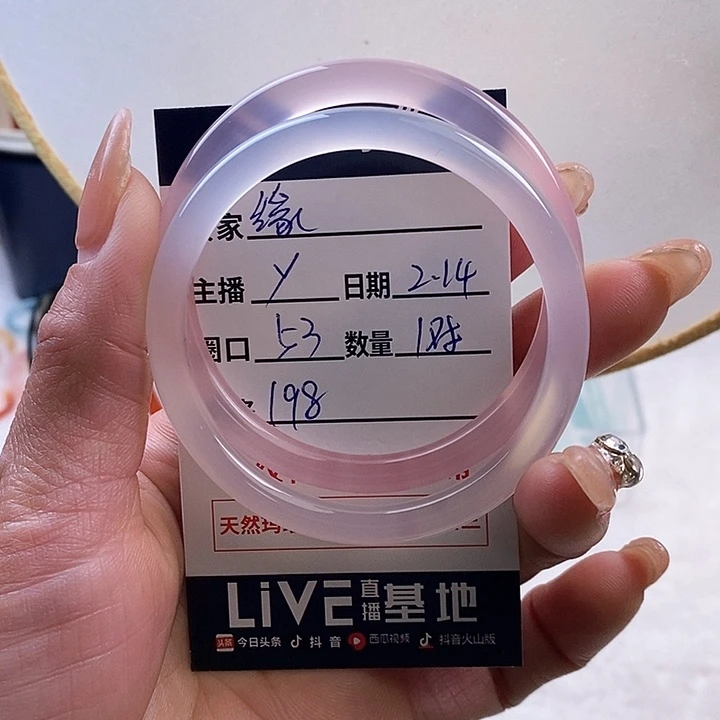 家 缘
主播 y 日期 2-14
圈口 53 数量 1对
198
天然玛
LiVE 直播 基地
头条 今日头条 抖音 西瓜视频 抖音火山版